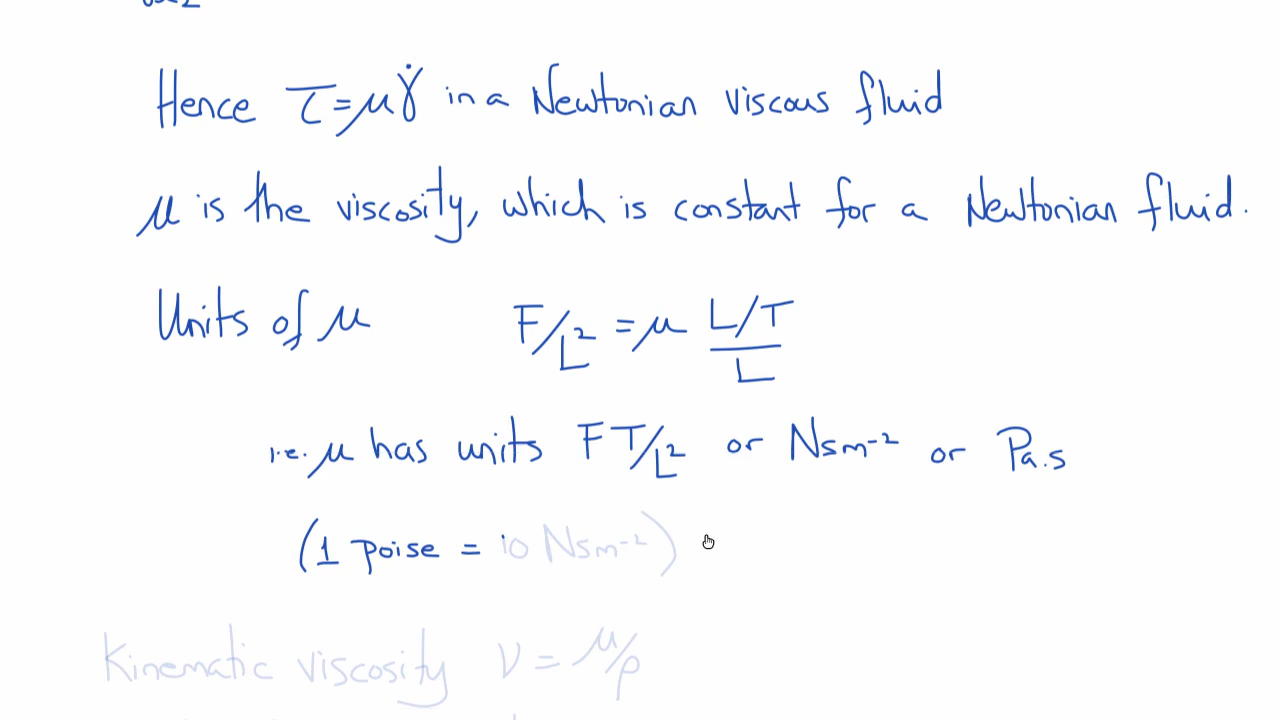 Hence τ = μγ̇ in a Newtonian viscous fluid
μ is the viscosity, which is constant for a Newtonian fluid.
Units of μ F/L² = μ (L/T)/L
i.e. μ has units FT/L² or Nsm⁻² or Pa.s
(1 poise = 10 Nsm⁻²)
Kinematic viscosity ν = μ/ρ